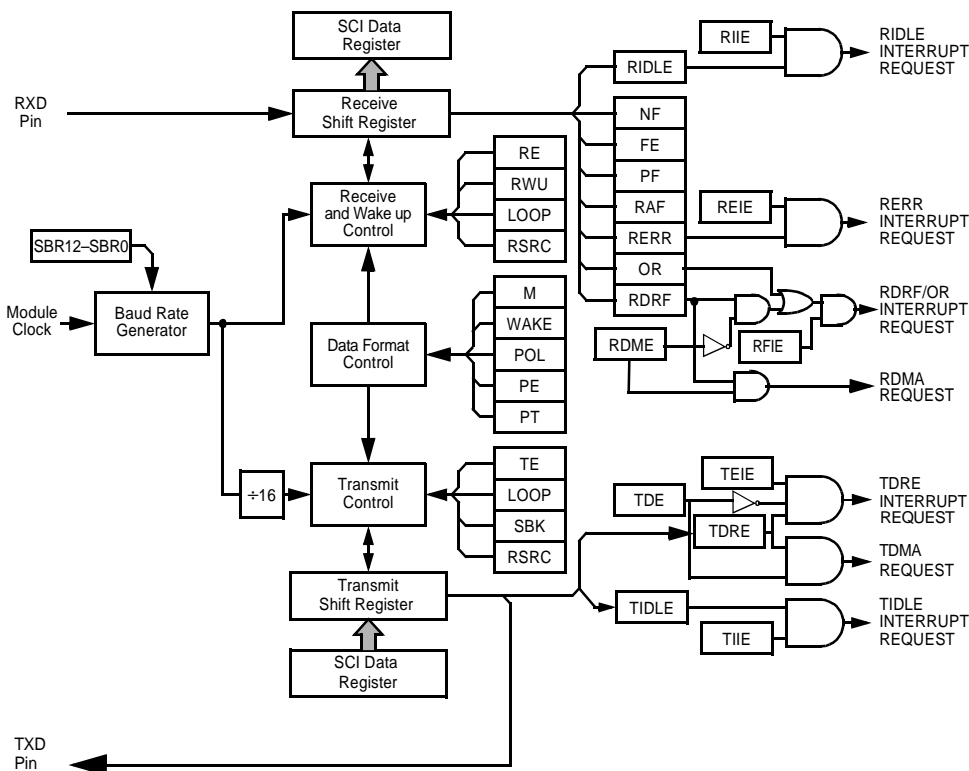 SCI Data
Register
RIIE
RIDLE
INTERRUPT
REQUEST
RIDLE
RXD
Pin
Receive
Shift Register
NF
FE
PF
RAF
RERR
OR
RDRF
RE
RWU
LOOP
RSRC
Receive
and Wake up
Control
REIE
RERR
INTERRUPT
REQUEST
SBR12–SBR0
Module
Clock
Baud Rate
Generator
Data Format
Control
M
WAKE
POL
PE
PT
RDME
RFIE
RDRF/OR
INTERRUPT
REQUEST
RDMA
REQUEST
÷16
Transmit
Control
TE
LOOP
SBK
RSRC
TEIE
TDE
TDRE
TDRE
INTERRUPT
REQUEST
TDMA
REQUEST
Transmit
Shift Register
TIDLE
TIIE
TIDLE
INTERRUPT
REQUEST
SCI Data
Register
TXD
Pin